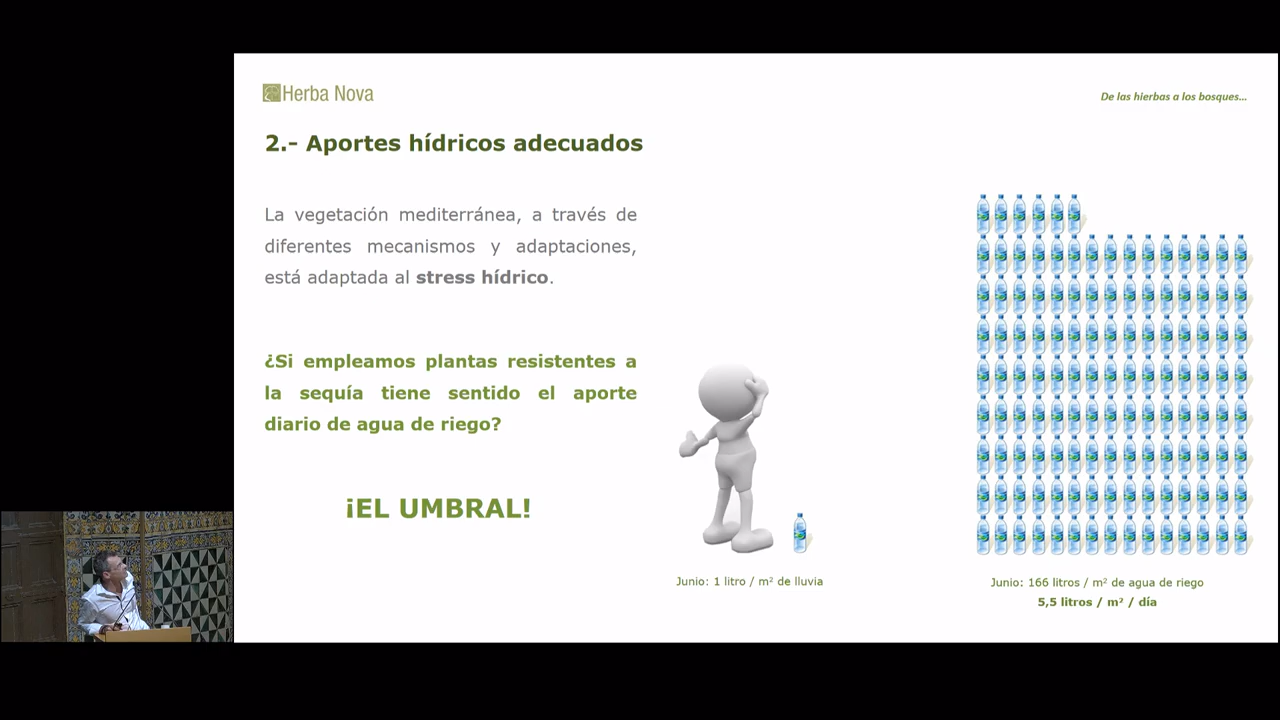 Herba Nova
De las hierbas a los bosques...
2.- Aportes hídricos adecuados
La vegetación mediterránea, a través de
diferentes mecanismos y adaptaciones,
está adaptada al stress hídrico.
¿Si empleamos plantas resistentes a
la sequía tiene sentido el aporte
diario de agua de riego?
¡EL UMBRAL!
Junio: 1 litro / m² de lluvia
Junio: 166 litros / m² de agua de riego
5,5 litros / m² / día